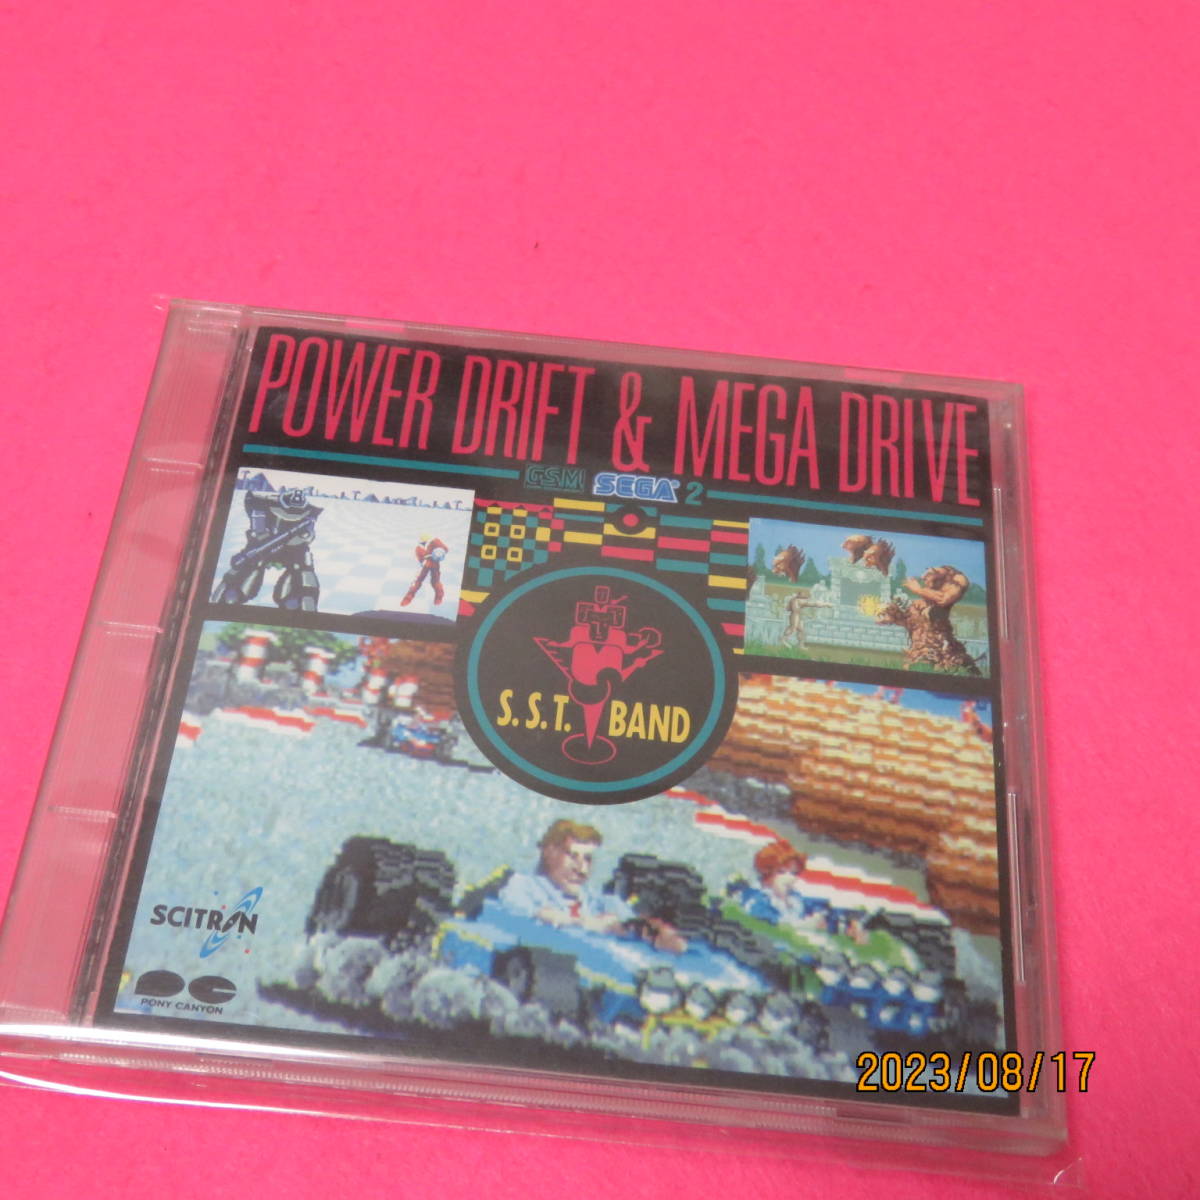 POWER DRIFT & MEGA DRIVE
GSM SEGA® 2
S.S.T. BAND
SCITRON
PONY CANYON
2023/08/17